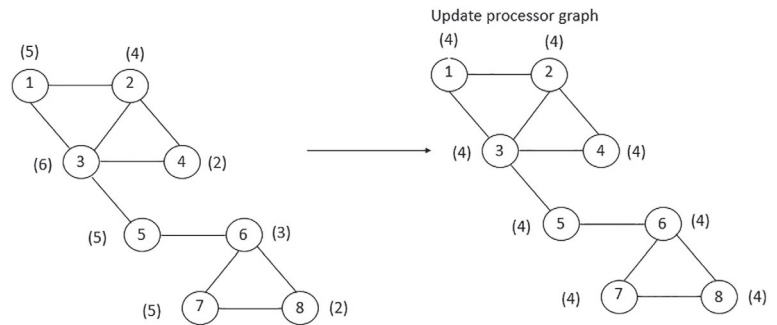 Update processor graph
(5) (4) (4) (4)
1 2 1 2
(6) 3 4 (2) (4) 3 4 (4)
(5) 5 6 (3) (4) 5 6 (4)
(5) 7 8 (2) (4) 7 8 (4)